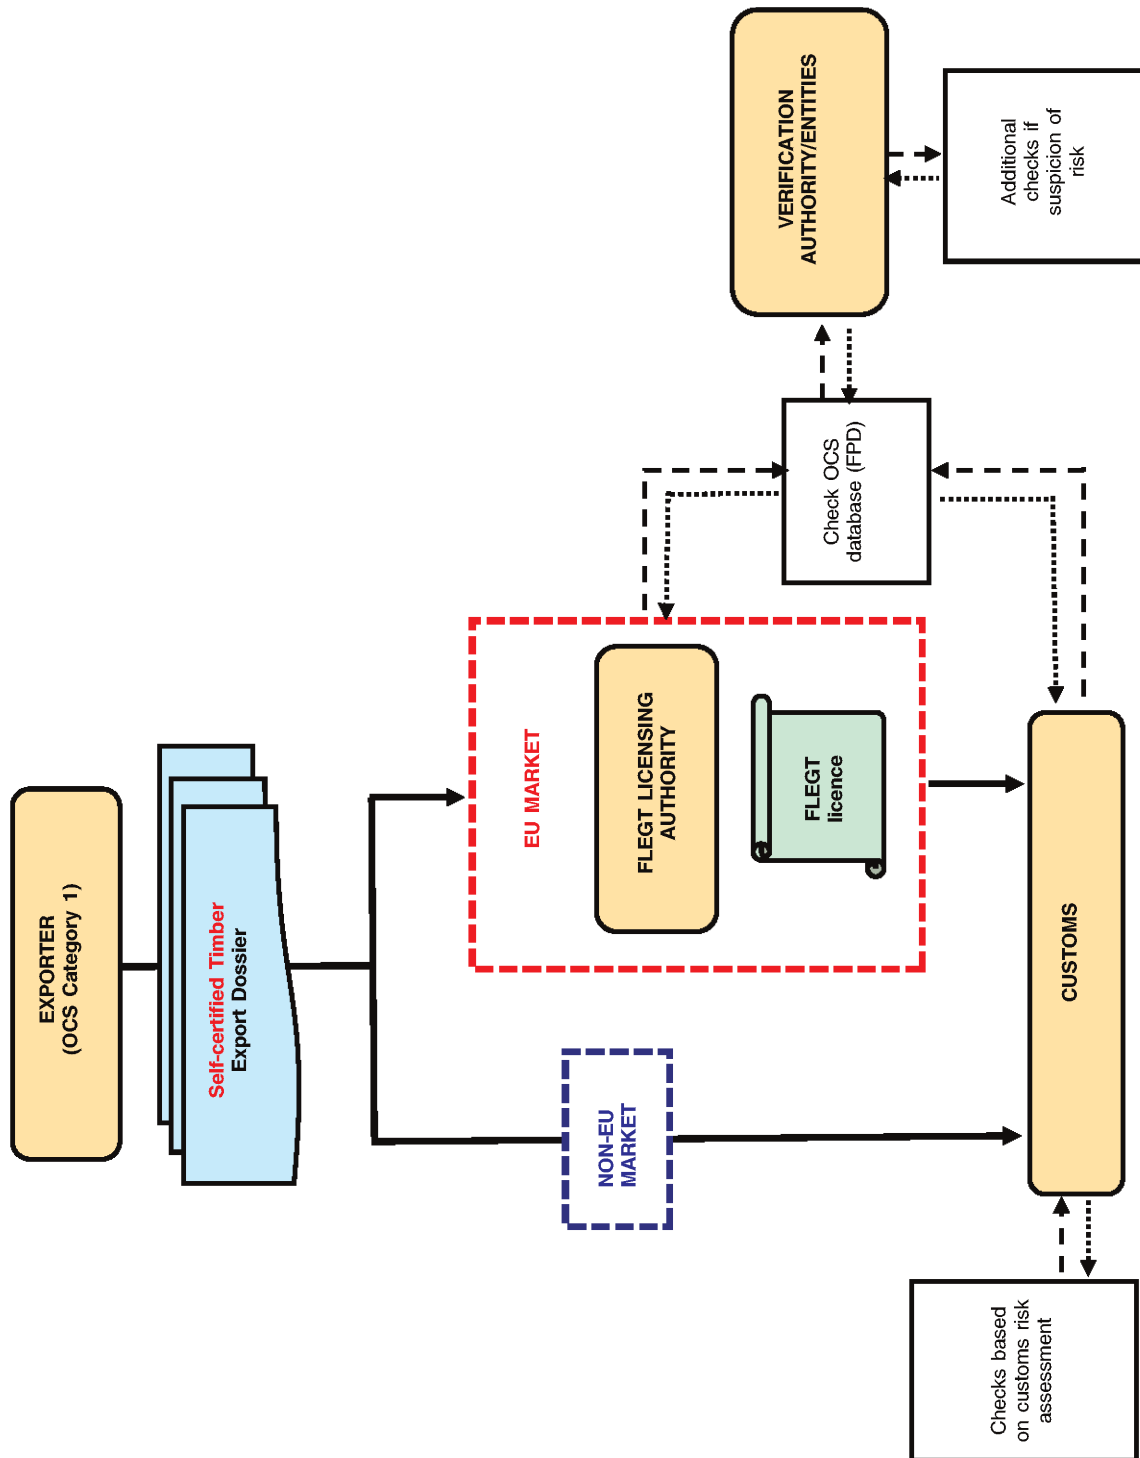 EXPORTER
(OCS Category 1)
Self-certified Timber
Export Dossier
EU MARKET
FLEGT LICENSING
AUTHORITY
FLEGT
licence
NON-EU
MARKET
CUSTOMS
Checks based
on customs risk
assessment
Check OCS
database (FPD)
VERIFICATION
AUTHORITY/ENTITIES
Additional
checks if
suspicion of
risk